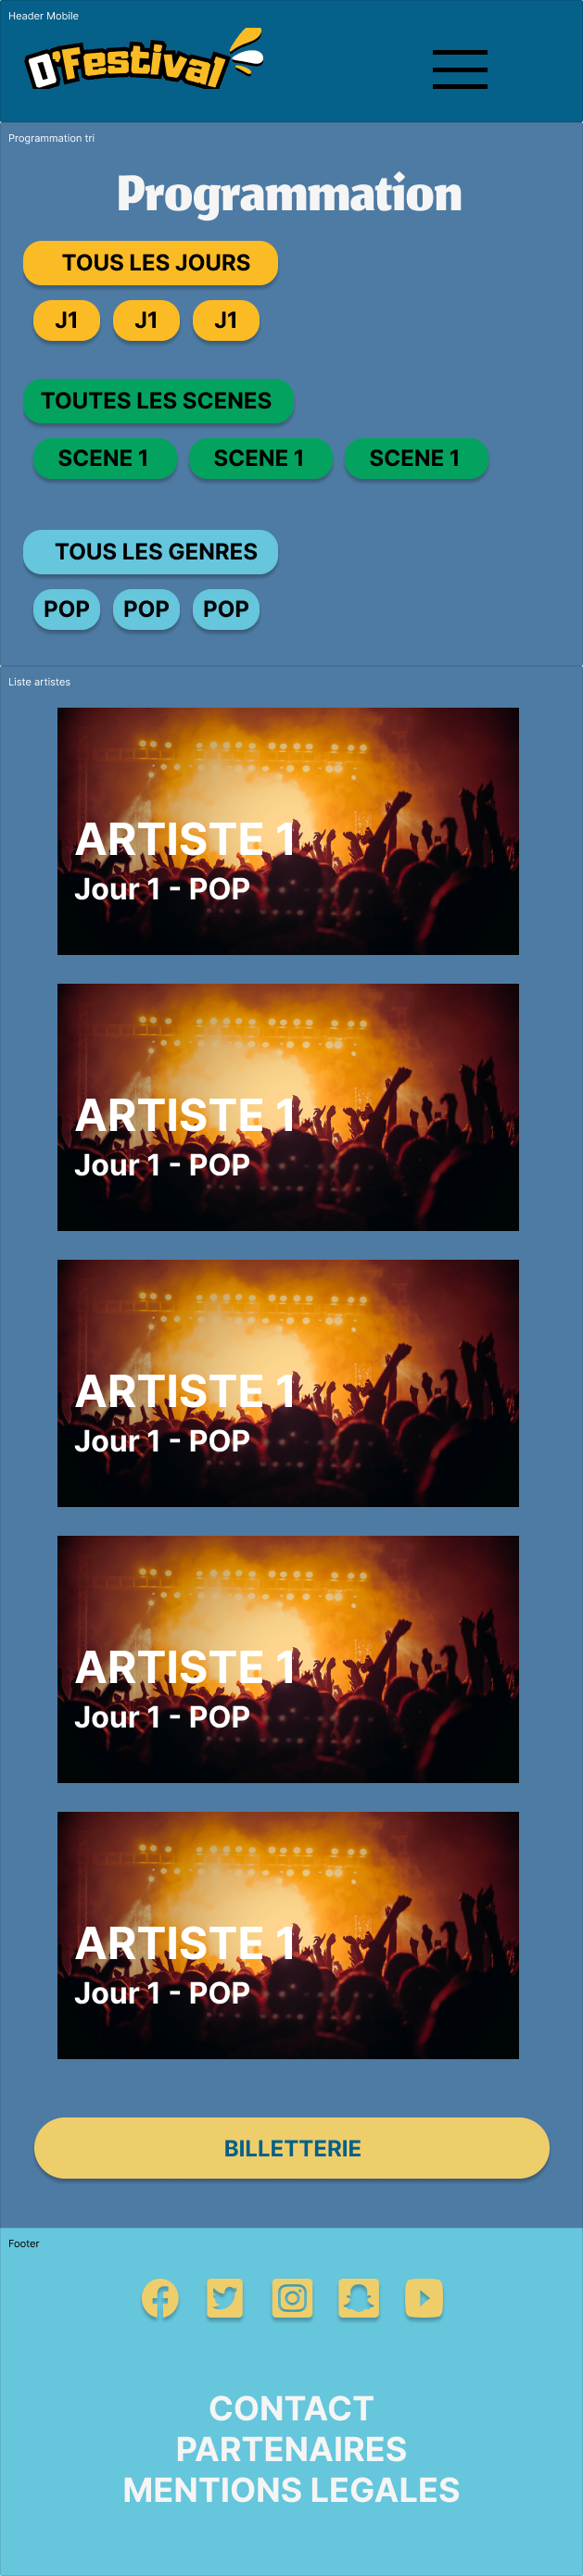 Header Mobile
O'Festival
Programmation tri
Programmation
TOUS LES JOURS
J1 J1 J1
TOUTES LES SCENES
SCENE 1 SCENE 1 SCENE 1
TOUS LES GENRES
POP POP POP
Liste artistes
ARTISTE 1
Jour 1 - POP
ARTISTE 1
Jour 1 - POP
ARTISTE 1
Jour 1 - POP
ARTISTE 1
Jour 1 - POP
ARTISTE 1
Jour 1 - POP
BILLETTERIE
Footer
CONTACT
PARTENAIRES
MENTIONS LEGALES